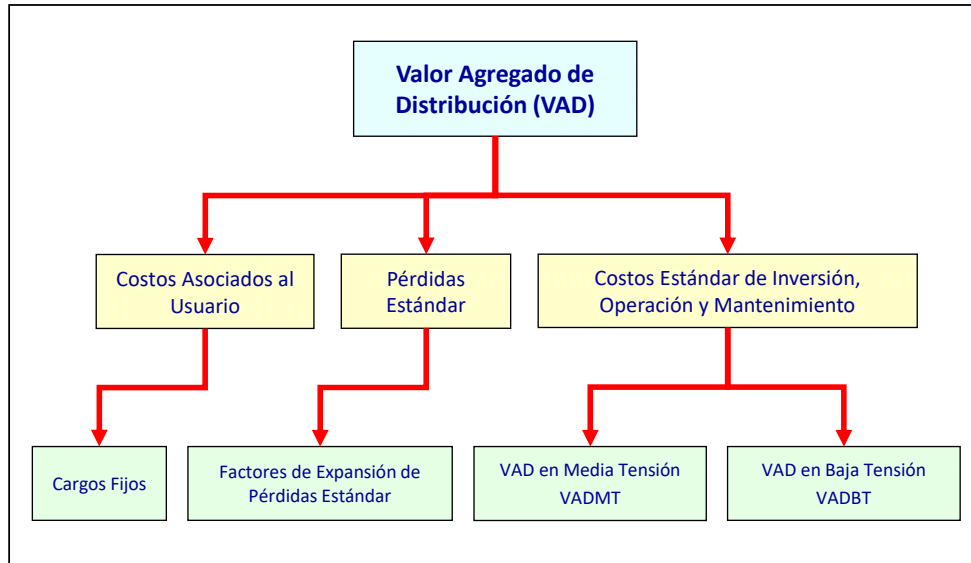 Valor Agregado de
Distribución (VAD)
Costos Asociados al
Usuario
Pérdidas
Estándar
Costos Estándar de Inversión,
Operación y Mantenimiento
Cargos Fijos
Factores de Expansión de
Pérdidas Estándar
VAD en Media Tensión
VADMT
VAD en Baja Tensión
VADBT